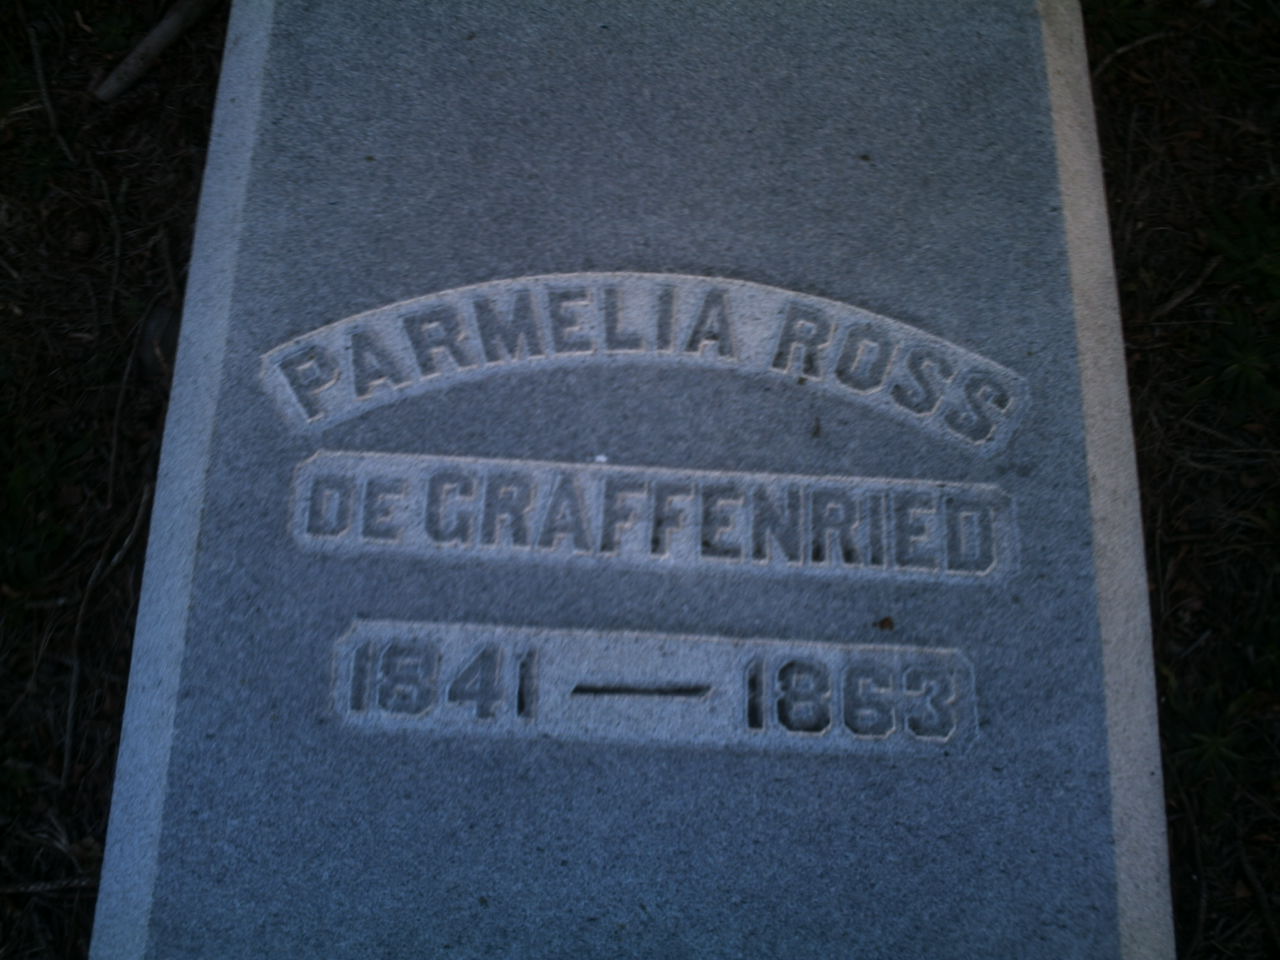 PARMELIA ROSS
DE GRAFFENRIED
1841 — 1863